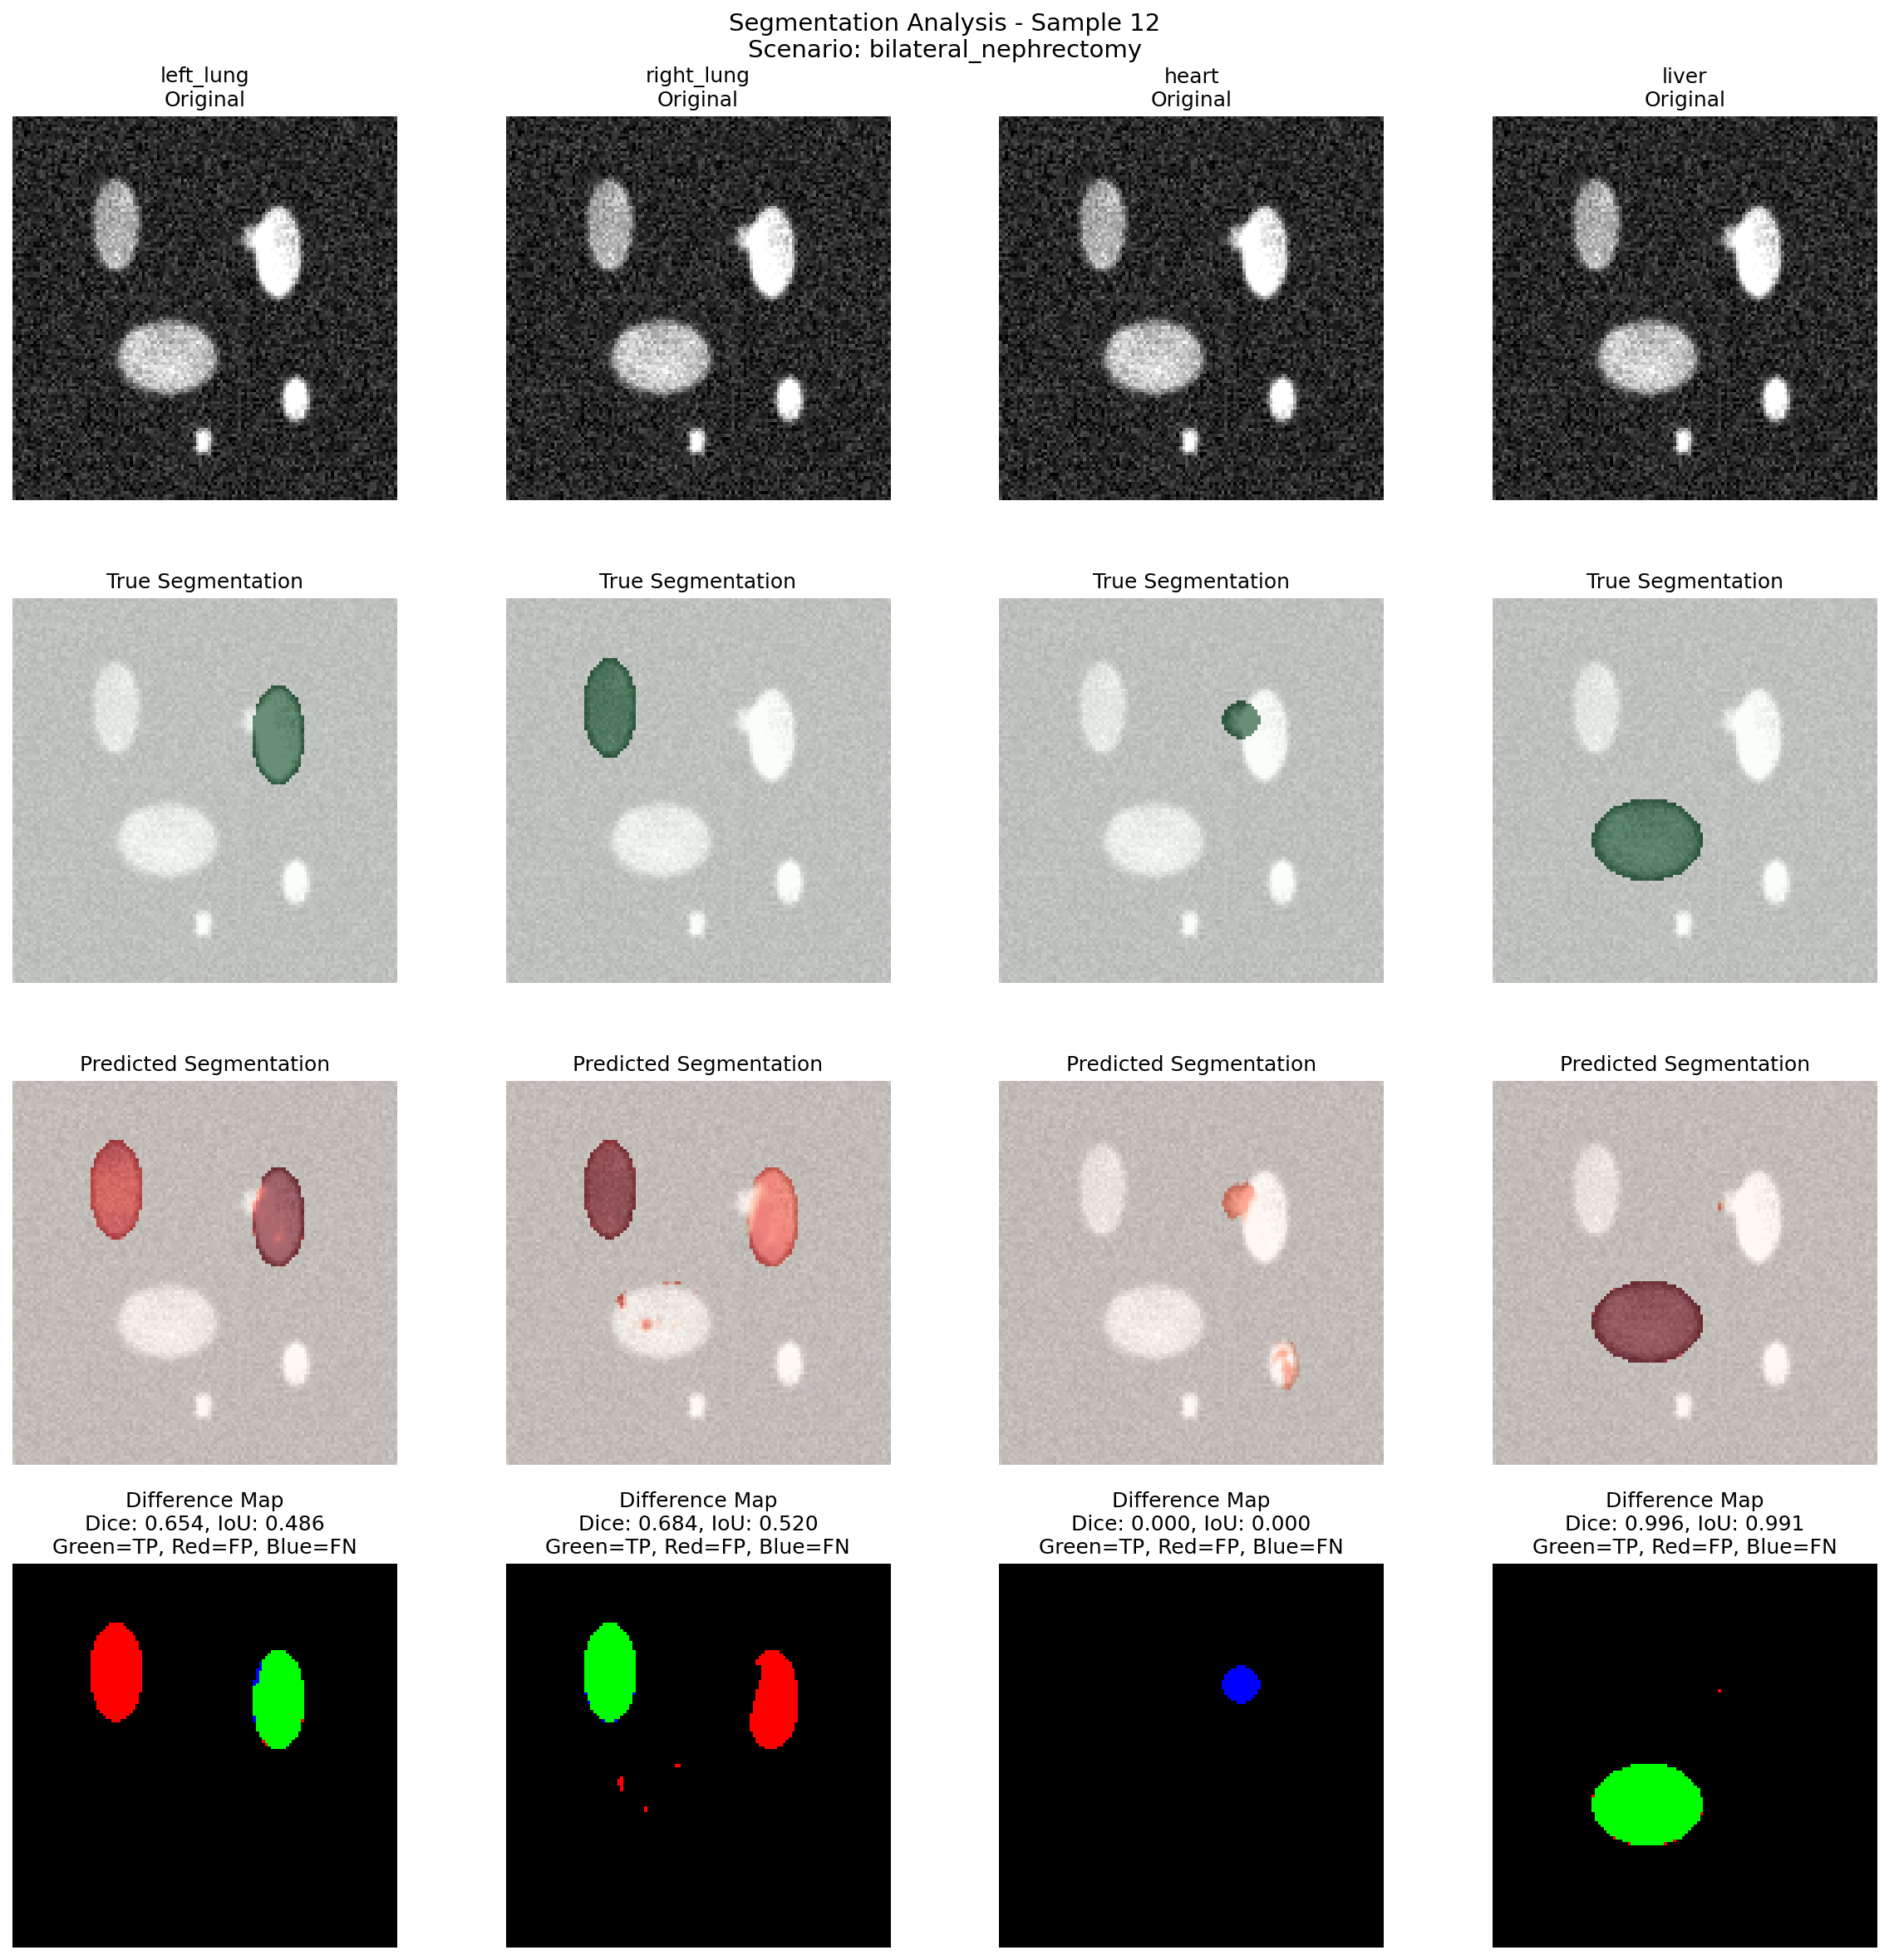 Segmentation Analysis - Sample 12
Scenario: bilateral_nephrectomy
left_lung
Original
right_lung
Original
heart
Original
liver
Original
True Segmentation
True Segmentation
True Segmentation
True Segmentation
Predicted Segmentation
Predicted Segmentation
Predicted Segmentation
Predicted Segmentation
Difference Map
Dice: 0.654, IoU: 0.486
Green=TP, Red=FP, Blue=FN
Difference Map
Dice: 0.684, IoU: 0.520
Green=TP, Red=FP, Blue=FN
Difference Map
Dice: 0.000, IoU: 0.000
Green=TP, Red=FP, Blue=FN
Difference Map
Dice: 0.996, IoU: 0.991
Green=TP, Red=FP, Blue=FN